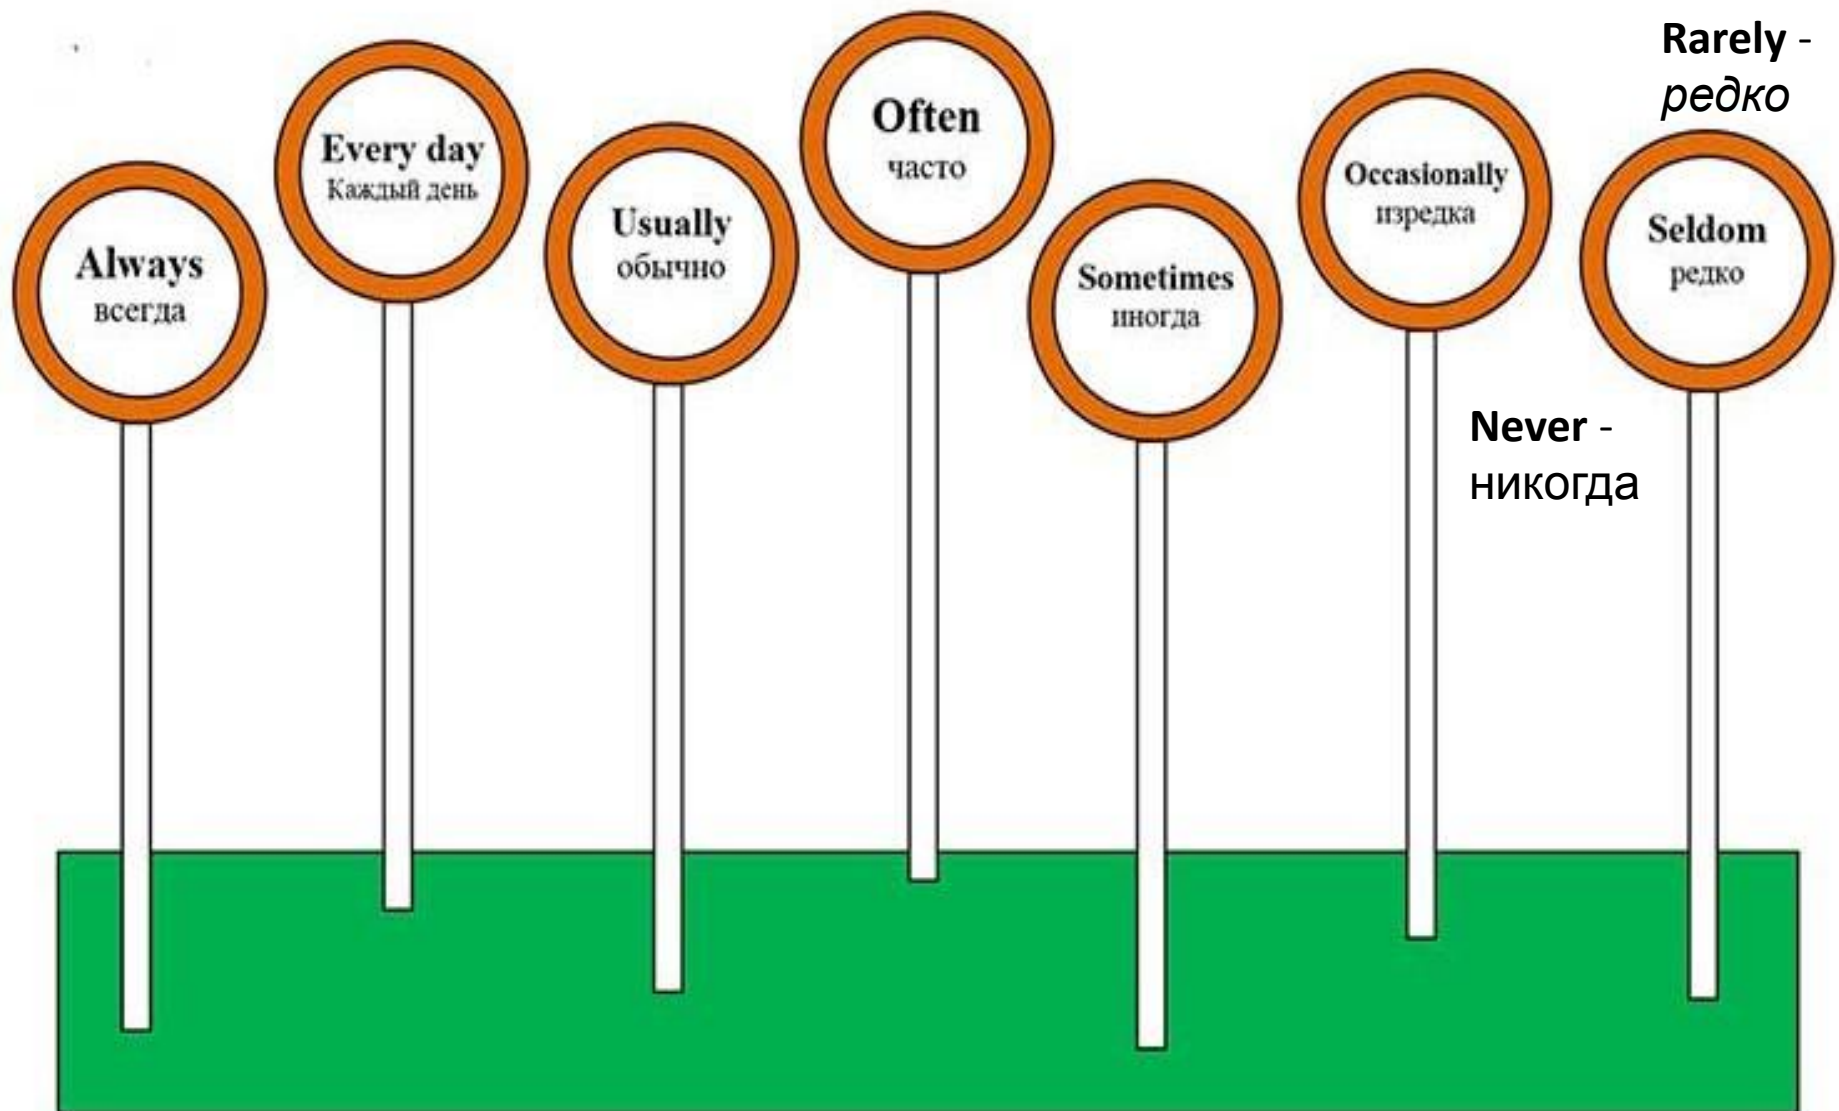 Always
всегда
Every day
Каждый день
Usually
обычно
Often
часто
Sometimes
иногда
Occasionally
изредка
Rarely -
редко
Seldom
редко
Never -
никогда